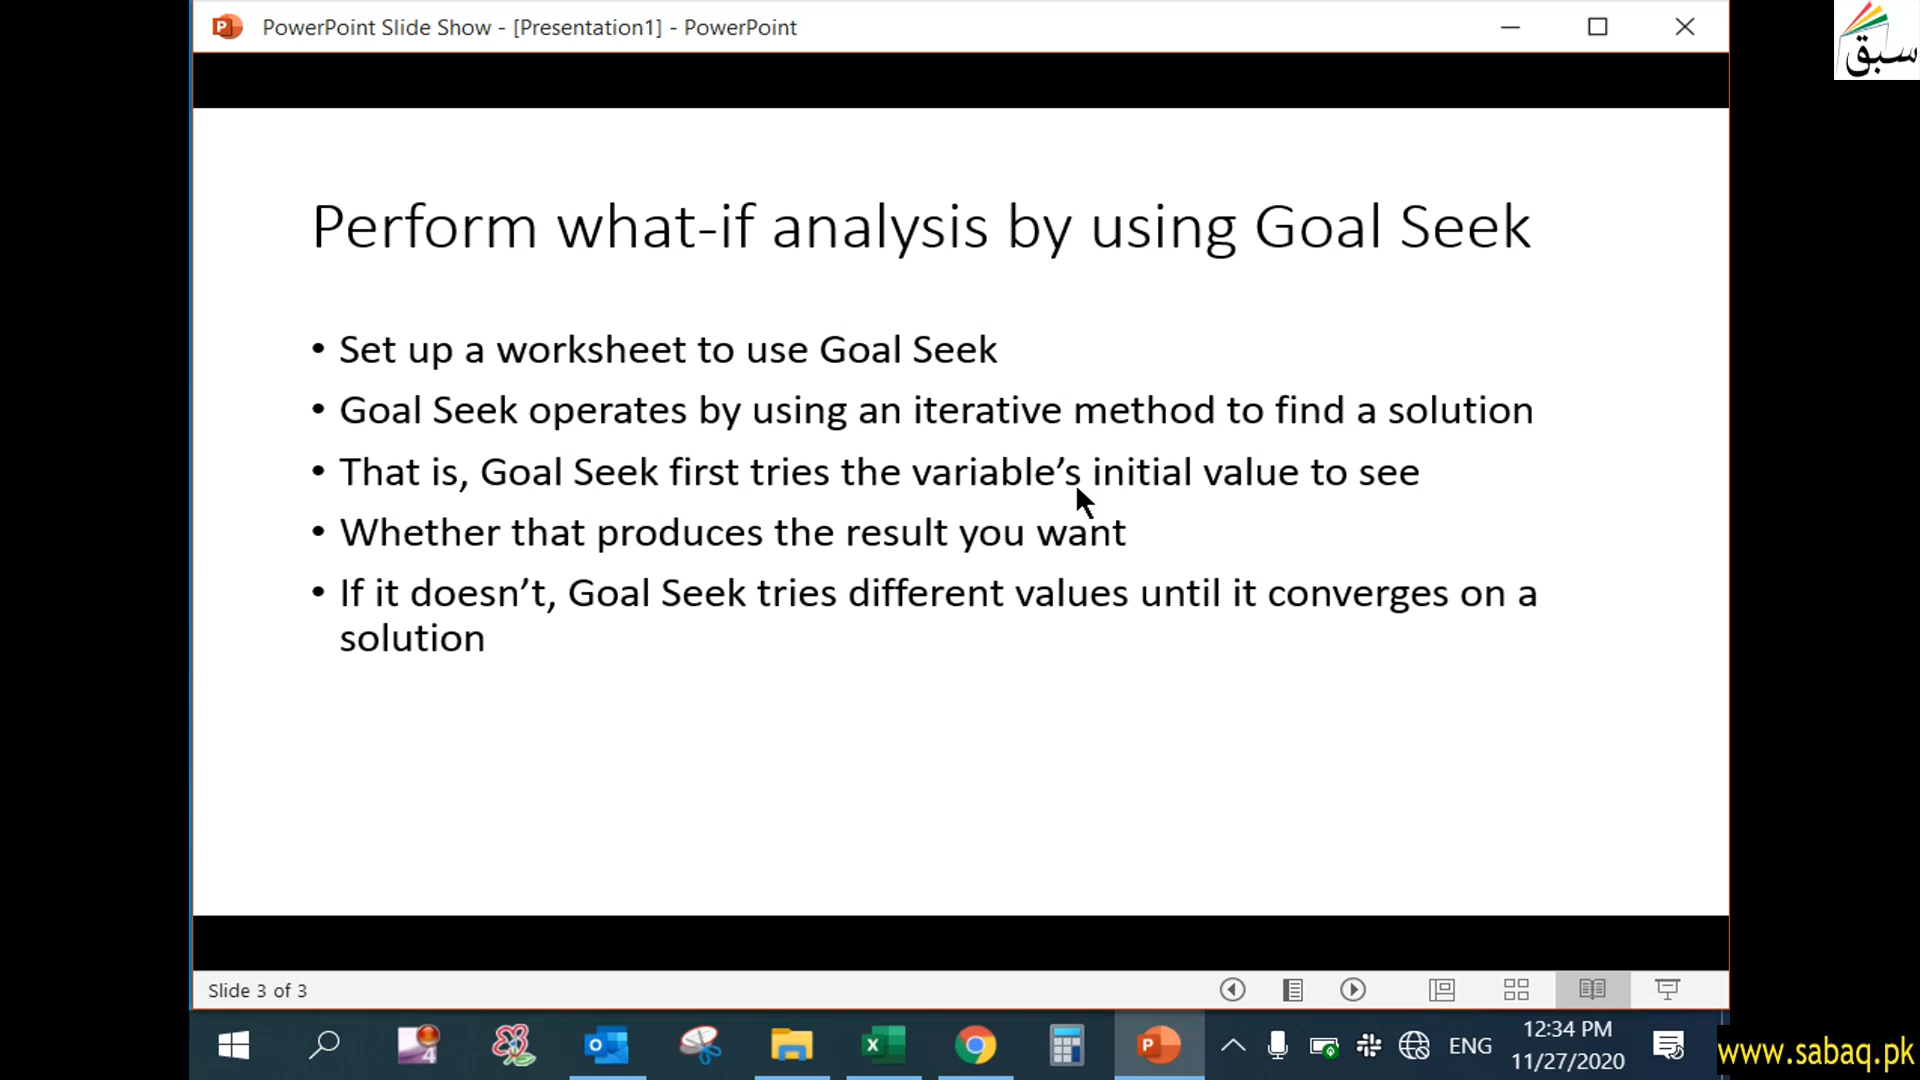 PowerPoint Slide Show - [Presentation1] - PowerPoint
سبق
Perform what-if analysis by using Goal Seek
• Set up a worksheet to use Goal Seek
• Goal Seek operates by using an iterative method to find a solution
• That is, Goal Seek first tries the variable’s initial value to see
• Whether that produces the result you want
• If it doesn’t, Goal Seek tries different values until it converges on a
solution
Slide 3 of 3
ENG
12:34 PM
11/27/2020
www.sabaq.pk